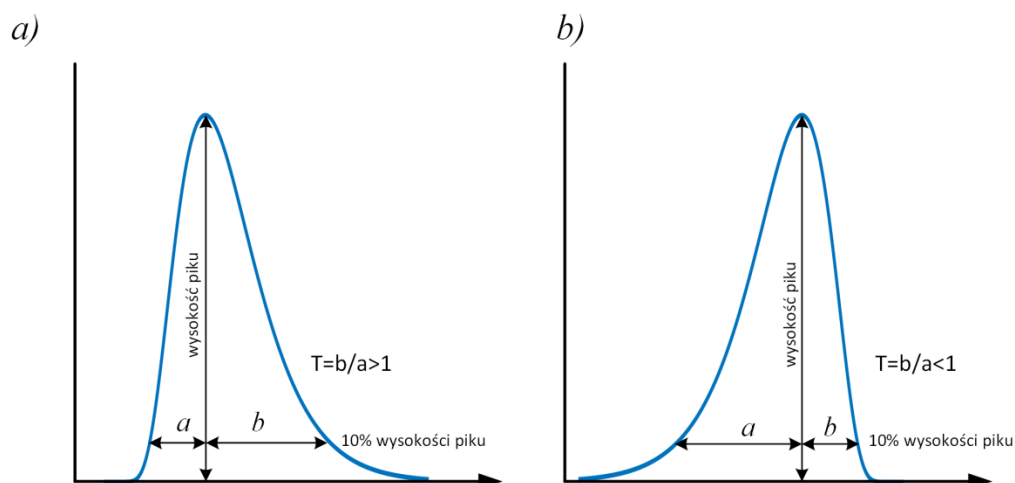 a)
wysokość piku
T=b/a>1
a
b
10% wysokości piku
b)
wysokość piku
T=b/a<1
a
b
10% wysokości piku